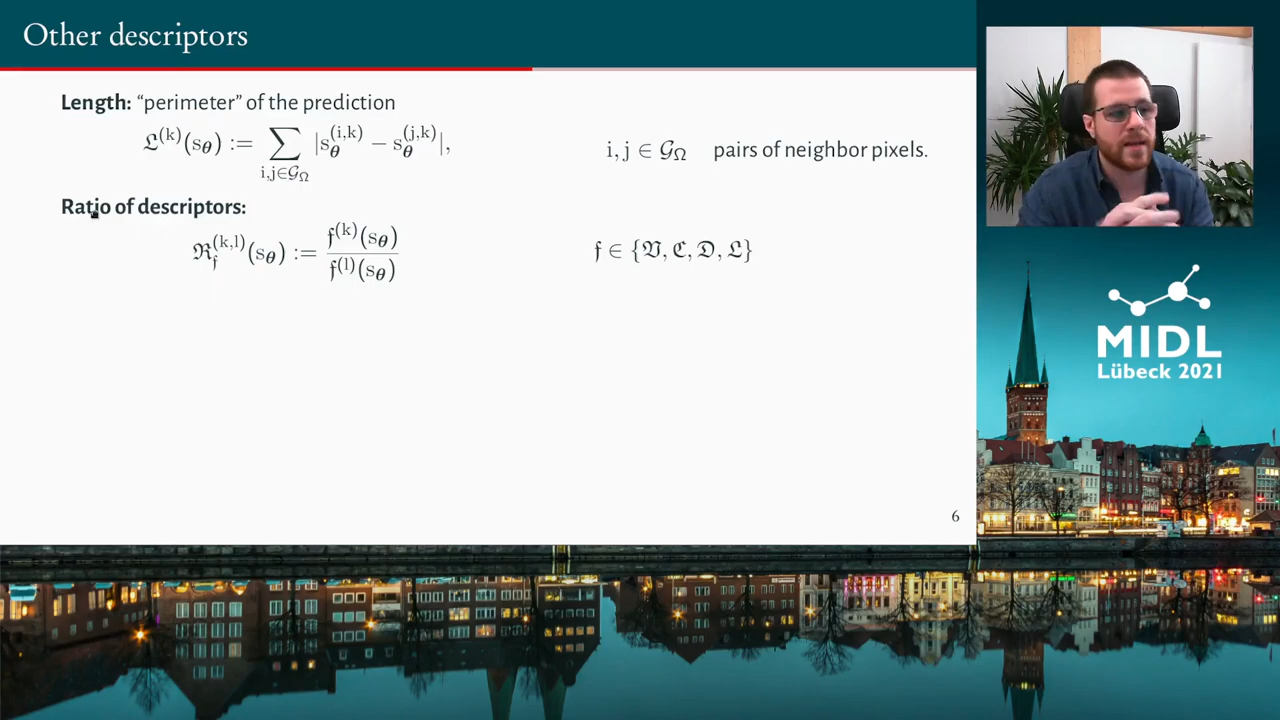 Other descriptors
Length: “perimeter” of the prediction
𝔏^{(k)}(s_θ) := ∑_{i,j∈𝒢_Ω} |s_θ^{(i,k)} − s_θ^{(j,k)}|, i, j ∈ 𝒢_Ω pairs of neighbor pixels.
Ratio of descriptors:
ℜ_𝔣^{(k,l)}(s_θ) := 𝔣^{(k)}(s_θ) / 𝔣^{(l)}(s_θ) 𝔣 ∈ {𝔙, ℭ, 𝔇, 𝔏}
6
MIDL
Lübeck 2021